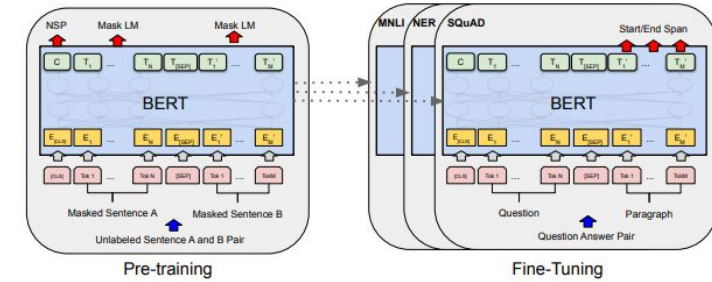 NSP Mask LM Mask LM
C T1 ... TN T[SEP] T1' ... TM'
BERT
E[CLS] E1 ... EN E[SEP] E1' ... EM'
[CLS] Tok 1 ... Tok N [SEP] Tok 1 ... TokM
Masked Sentence A Masked Sentence B
Unlabeled Sentence A and B Pair
Pre-training
MNLI NER SQuAD Start/End Span
C T1 ... TN T[SEP] T1' ... TM'
BERT
E[CLS] E1 ... EN E[SEP] E1' ... EM'
[CLS] Tok 1 ... Tok N [SEP] Tok 1 ... TokM
Question Paragraph
Question Answer Pair
Fine-Tuning